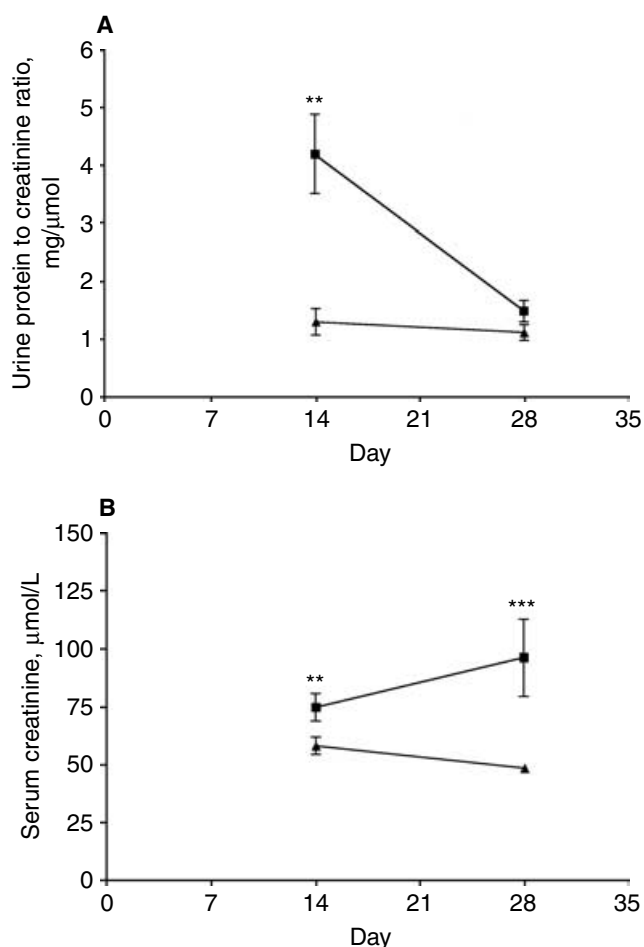 A
Urine protein to creatinine ratio,
mg/μmol
6
5
4
3
2
1
0
**
0 7 14 21 28 35
Day
B
Serum creatinine, μmol/L
150
125
100
75
50
25
0
**
***
0 7 14 21 28 35
Day